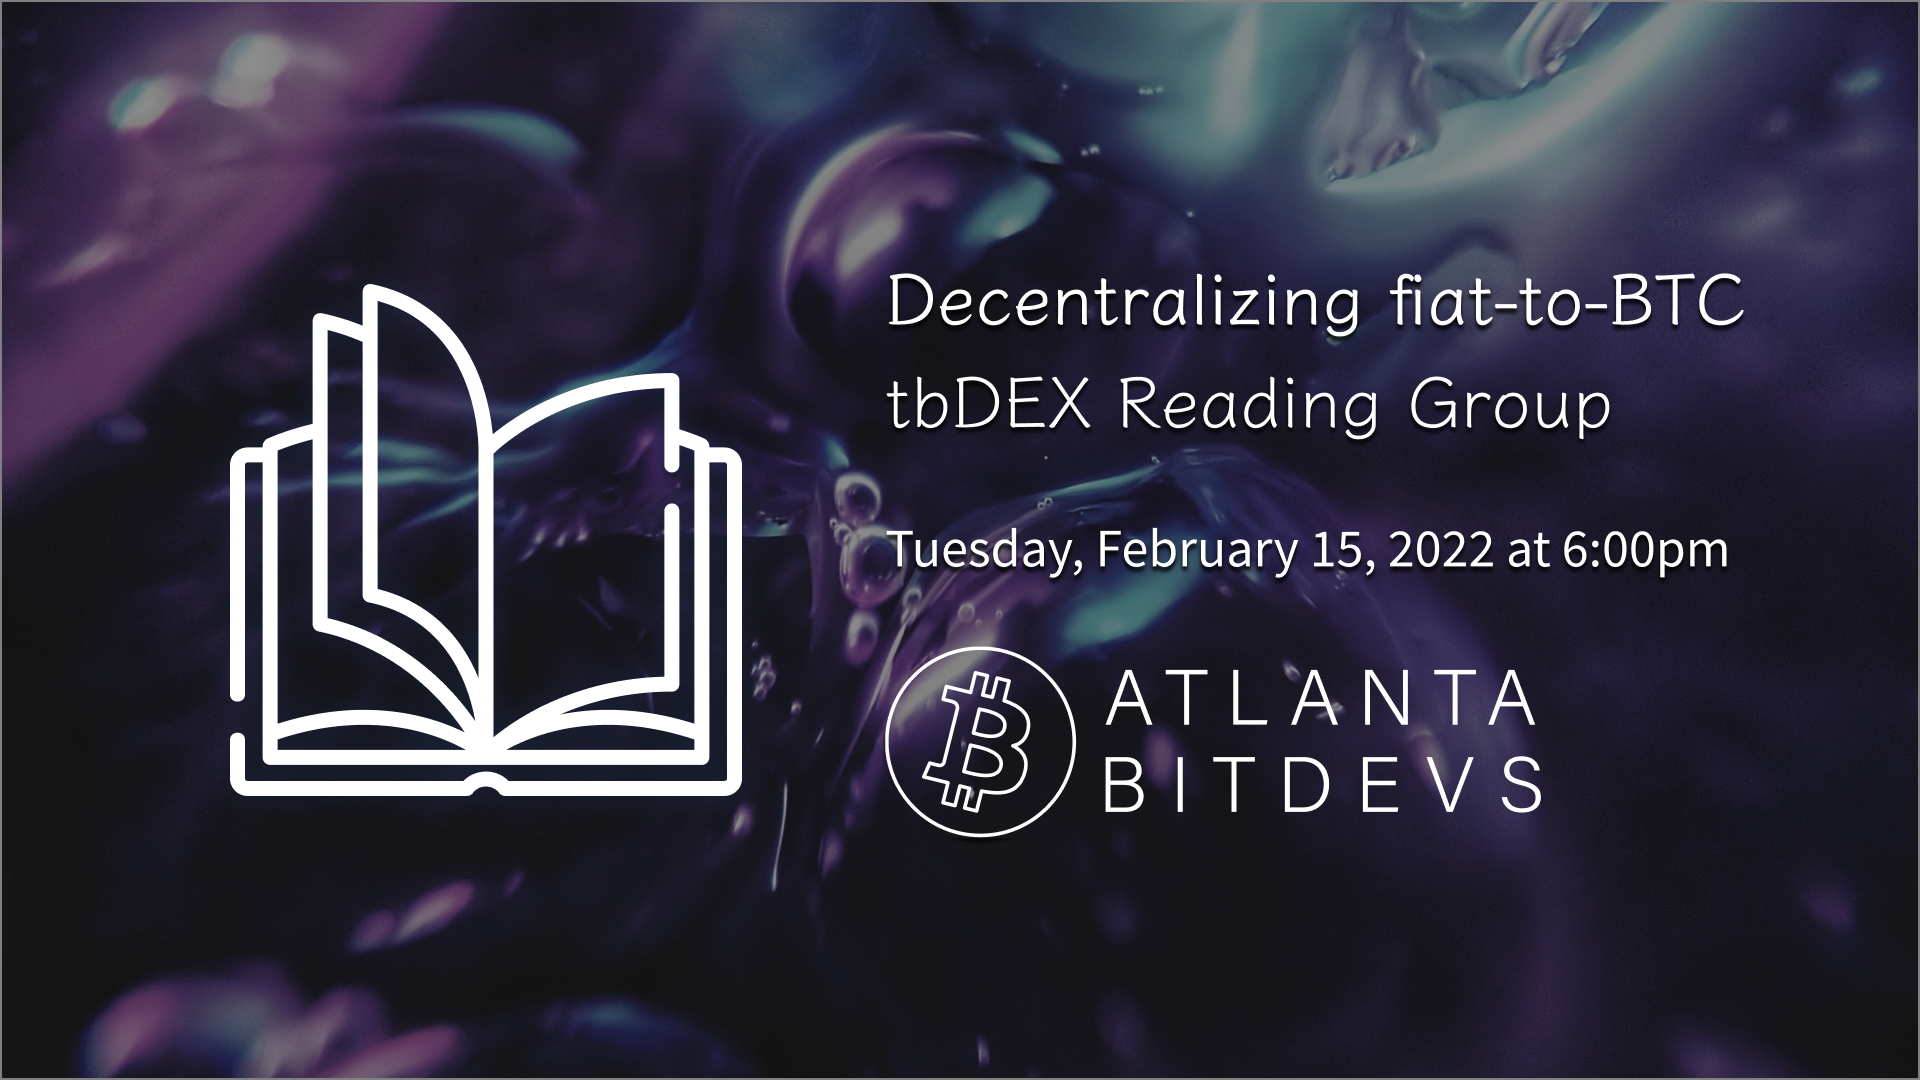 Decentralizing fiat-to-BTC
tbDEX Reading Group
Tuesday, February 15, 2022 at 6:00pm
ATLANTA
BITDEVS